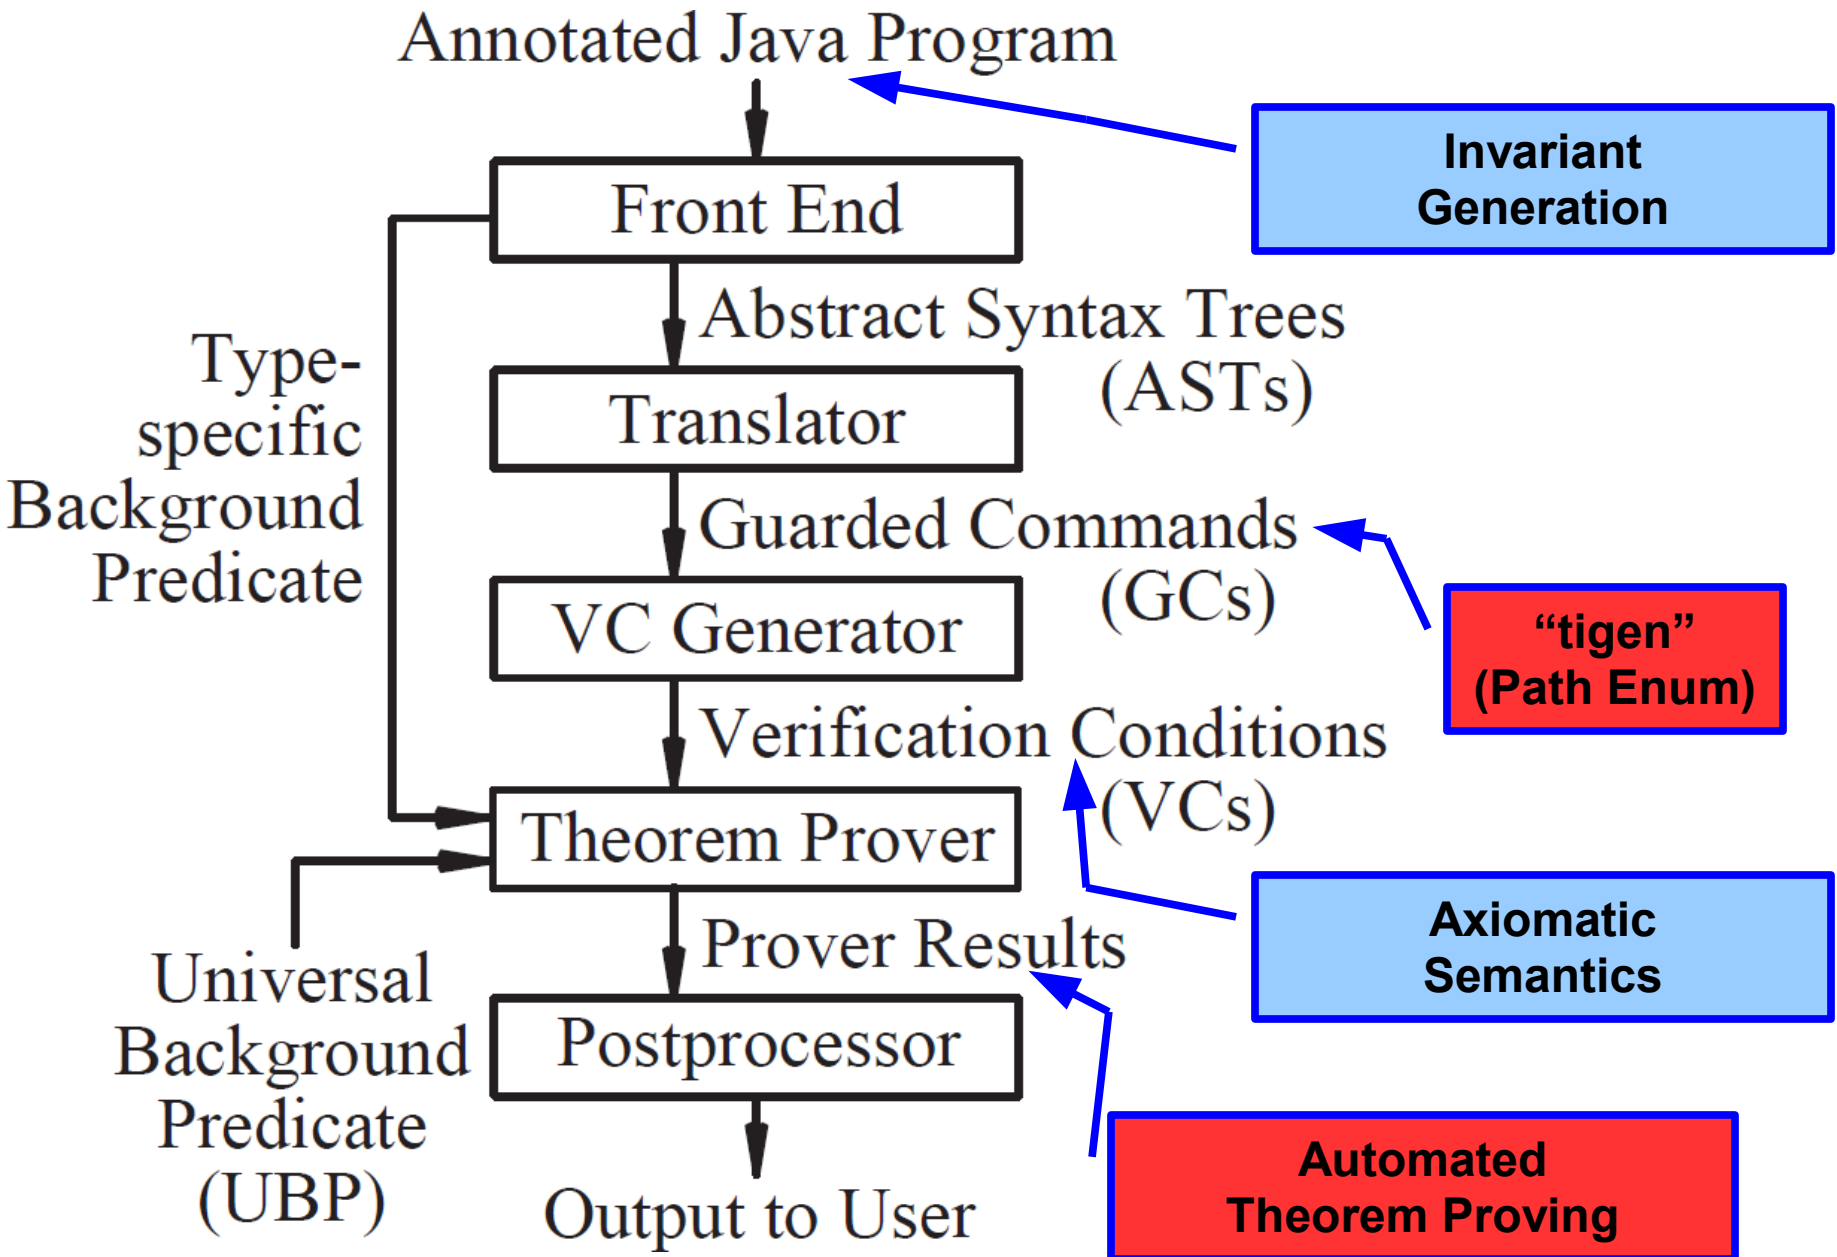 Annotated Java Program
Invariant
Generation
Front End
Abstract Syntax Trees
(ASTs)
Type-
specific
Background
Predicate
Translator
Guarded Commands
(GCs)
"tigen"
(Path Enum)
VC Generator
Verification Conditions
(VCs)
Theorem Prover
Axiomatic
Semantics
Prover Results
Universal
Background
Predicate
(UBP)
Postprocessor
Automated
Theorem Proving
Output to User